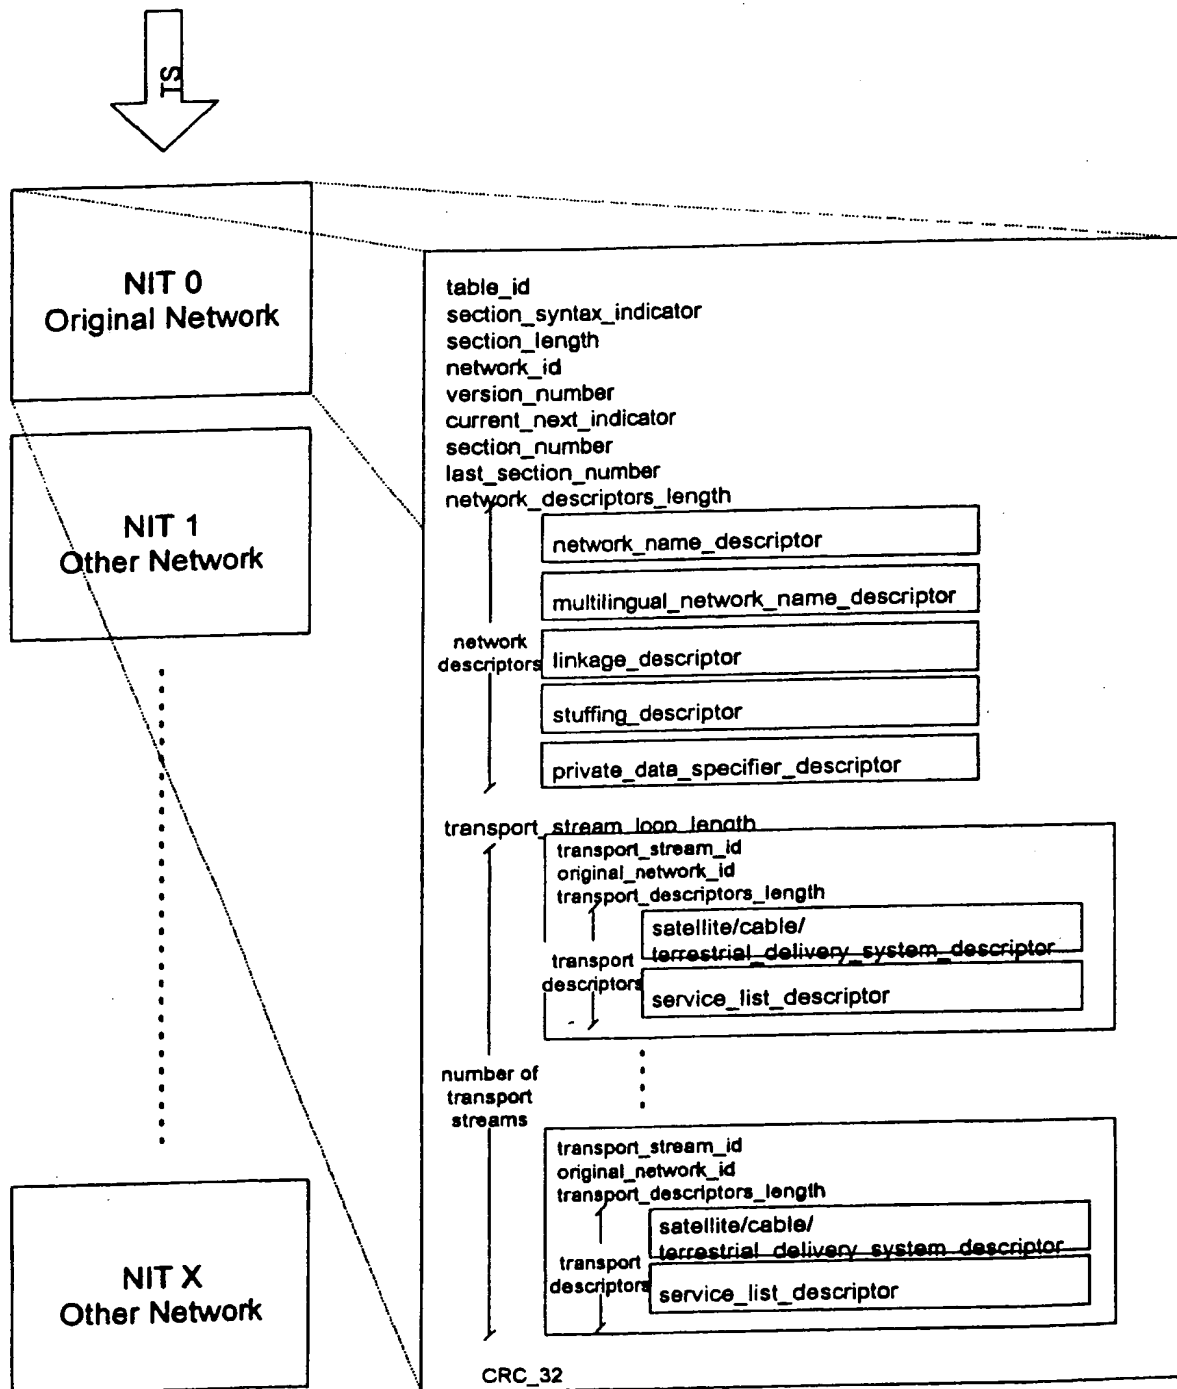 TS
NIT 0
Original Network
NIT 1
Other Network
NIT X
Other Network
table_id
section_syntax_indicator
section_length
network_id
version_number
current_next_indicator
section_number
last_section_number
network_descriptors_length
network
descriptors
network_name_descriptor
multilingual_network_name_descriptor
linkage_descriptor
stuffing_descriptor
private_data_specifier_descriptor
transport_stream_loop_length
number of
transport
streams
transport_stream_id
original_network_id
transport_descriptors_length
transport
descriptors
satellite/cable/
terrestrial_delivery_system_descriptor
service_list_descriptor
transport_stream_id
original_network_id
transport_descriptors_length
transport
descriptors
satellite/cable/
terrestrial_delivery_system_descriptor
service_list_descriptor
CRC_32